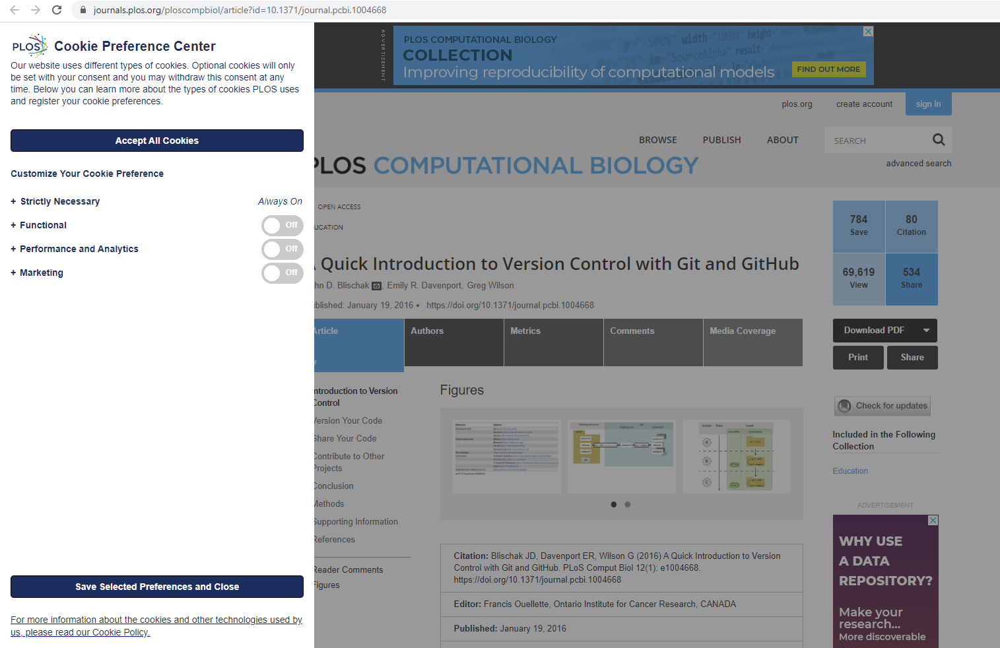 journals.plos.org/ploscompbiol/article?id=10.1371/journal.pcbi.1004668
PLOS
Cookie Preference Center
Our website uses different types of cookies. Optional cookies will only
be set with your consent and you may withdraw this consent at any
time. Below you can learn more about the types of cookies PLOS uses
and register your cookie preferences.
Accept All Cookies
Customize Your Cookie Preference
+ Strictly Necessary Always On
+ Functional Off
+ Performance and Analytics Off
+ Marketing Off
Save Selected Preferences and Close
For more information about the cookies and other technologies used by
us, please read our Cookie Policy.
ADVERTISEMENT
PLOS COMPUTATIONAL BIOLOGY
COLLECTION
Improving reproducibility of computational models
FIND OUT MORE
plos.org create account sign in
BROWSE PUBLISH ABOUT SEARCH
advanced search
PLOS COMPUTATIONAL BIOLOGY
OPEN ACCESS
UCATION
Quick Introduction to Version Control with Git and GitHub
hn D. Blischak, Emily R. Davenport, Greg Wilson
blished: January 19, 2016 • https://doi.org/10.1371/journal.pcbi.1004668
784
Save
80
Citation
69,619
View
534
Share
Article
Authors
Metrics
Comments
Media Coverage
Download PDF
Print
Share
Check for updates
Included in the Following
Collection
Education
ntroduction to Version
Control
Version Your Code
Share Your Code
Contribute to Other
Projects
Conclusion
Methods
Supporting Information
References
Reader Comments
Figures
Figures
Action Time Local
A
B
C
Citation: Blischak JD, Davenport ER, Wilson G (2016) A Quick Introduction to Version
Control with Git and GitHub. PLoS Comput Biol 12(1): e1004668.
https://doi.org/10.1371/journal.pcbi.1004668
Editor: Francis Ouellette, Ontario Institute for Cancer Research, CANADA
Published: January 19, 2016
ADVERTISEMENT
WHY USE
A DATA
REPOSITORY?
Make your
research...
More discoverable